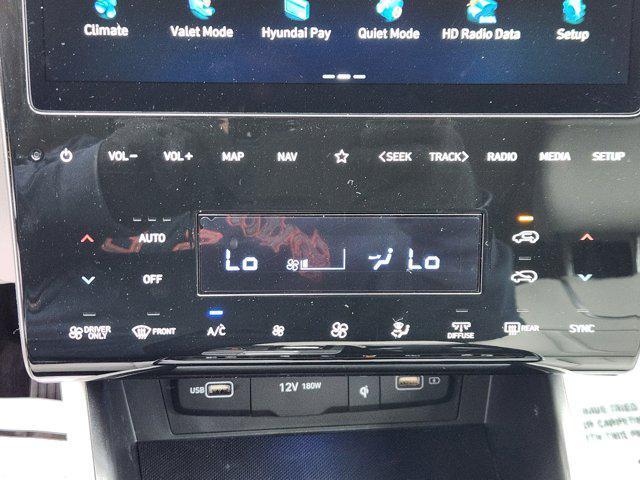 Climate Valet Mode Hyundai Pay Quiet Mode HD Radio Data Setup
VOL− VOL+ MAP NAV <SEEK TRACK> RADIO MEDIA SETUP
AUTO
Lo Lo
OFF
DRIVER ONLY FRONT A/C DIFFUSE REAR SYNC
USB 12V 180W